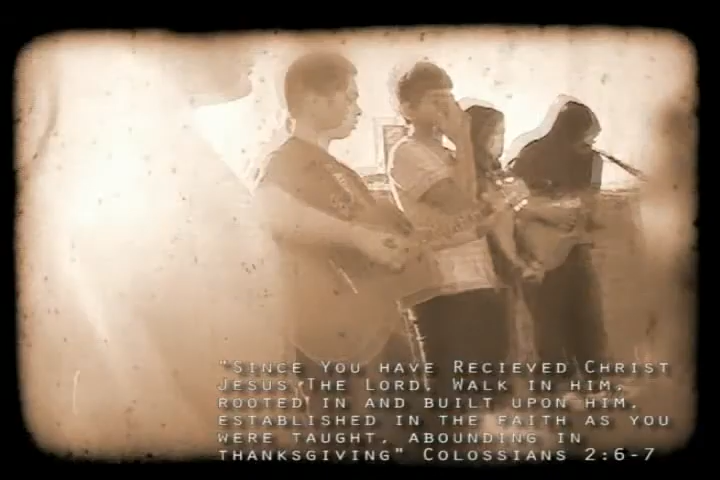 "Since You have Recieved Christ
Jesus The Lord, Walk in him,
rooted in and built upon him,
established in the faith as you
were taught, abounding in
thanksgiving" Colossians 2:6-7